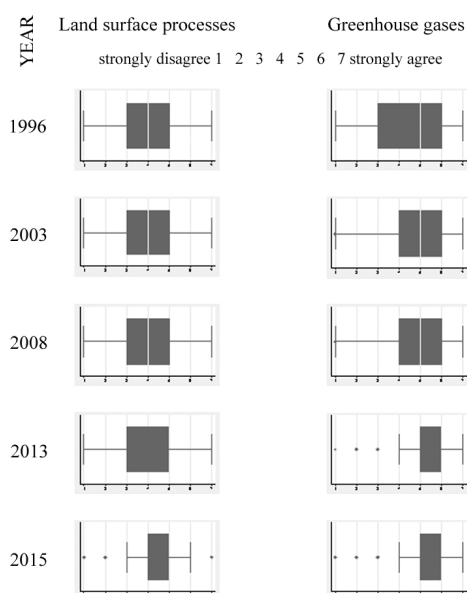 YEAR
Land surface processes Greenhouse gases
strongly disagree 1 2 3 4 5 6 7 strongly agree
1996
2003
2008
2013
2015